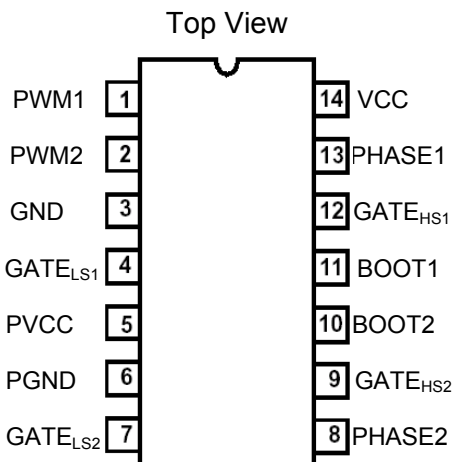 Top View
PWM1 1 14 VCC
PWM2 2 13 PHASE1
GND 3 12 GATEHS1
GATELS1 4 11 BOOT1
PVCC 5 10 BOOT2
PGND 6 9 GATEHS2
GATELS2 7 8 PHASE2